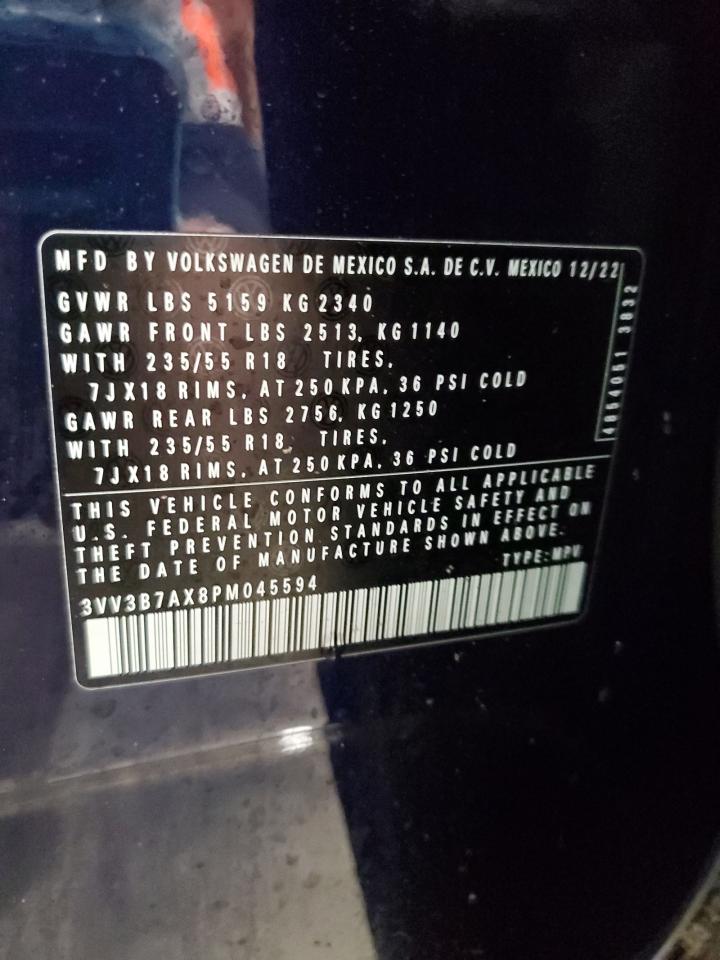 MFD BY VOLKSWAGEN DE MEXICO S.A. DE C.V. MEXICO 12/22
GVWR LBS 5159 KG 2340
GAWR FRONT LBS 2513, KG 1140
WITH 235/55 R18 TIRES,
7JX18 RIMS, AT 250 KPA, 36 PSI COLD
GAWR REAR LBS 2756, KG 1250
WITH 235/55 R18, TIRES,
7JX18 RIMS, AT 250 KPA, 36 PSI COLD
4854051 3832
THIS VEHICLE CONFORMS TO ALL APPLICABLE
U.S. FEDERAL MOTOR VEHICLE SAFETY AND
THEFT PREVENTION STANDARDS IN EFFECT ON
THE DATE OF MANUFACTURE SHOWN ABOVE.
TYPE:MPV
3VV3B7AX8PM045594